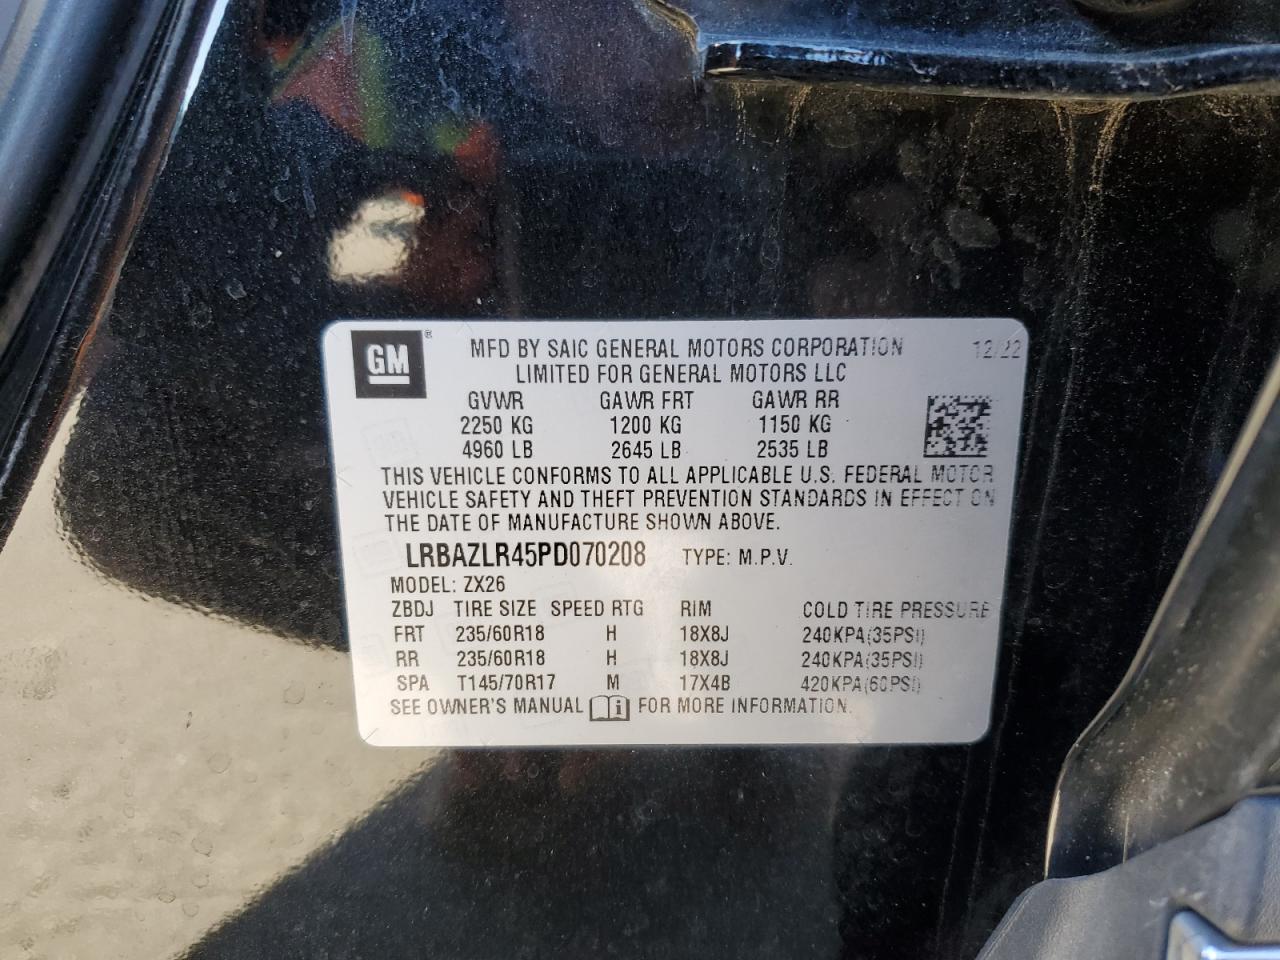 GM ® MFD BY SAIC GENERAL MOTORS CORPORATION 12/22
LIMITED FOR GENERAL MOTORS LLC
GVWR GAWR FRT GAWR RR
2250 KG 1200 KG 1150 KG
4960 LB 2645 LB 2535 LB
THIS VEHICLE CONFORMS TO ALL APPLICABLE U.S. FEDERAL MOTOR
VEHICLE SAFETY AND THEFT PREVENTION STANDARDS IN EFFECT ON
THE DATE OF MANUFACTURE SHOWN ABOVE.
LRBAZLR45PD070208 TYPE: M.P.V.
MODEL: ZX26
ZBDJ TIRE SIZE SPEED RTG RIM COLD TIRE PRESSURE
FRT 235/60R18 H 18X8J 240KPA(35PSI)
RR 235/60R18 H 18X8J 240KPA(35PSI)
SPA T145/70R17 M 17X4B 420KPA(60PSI)
SEE OWNER'S MANUAL i FOR MORE INFORMATION.